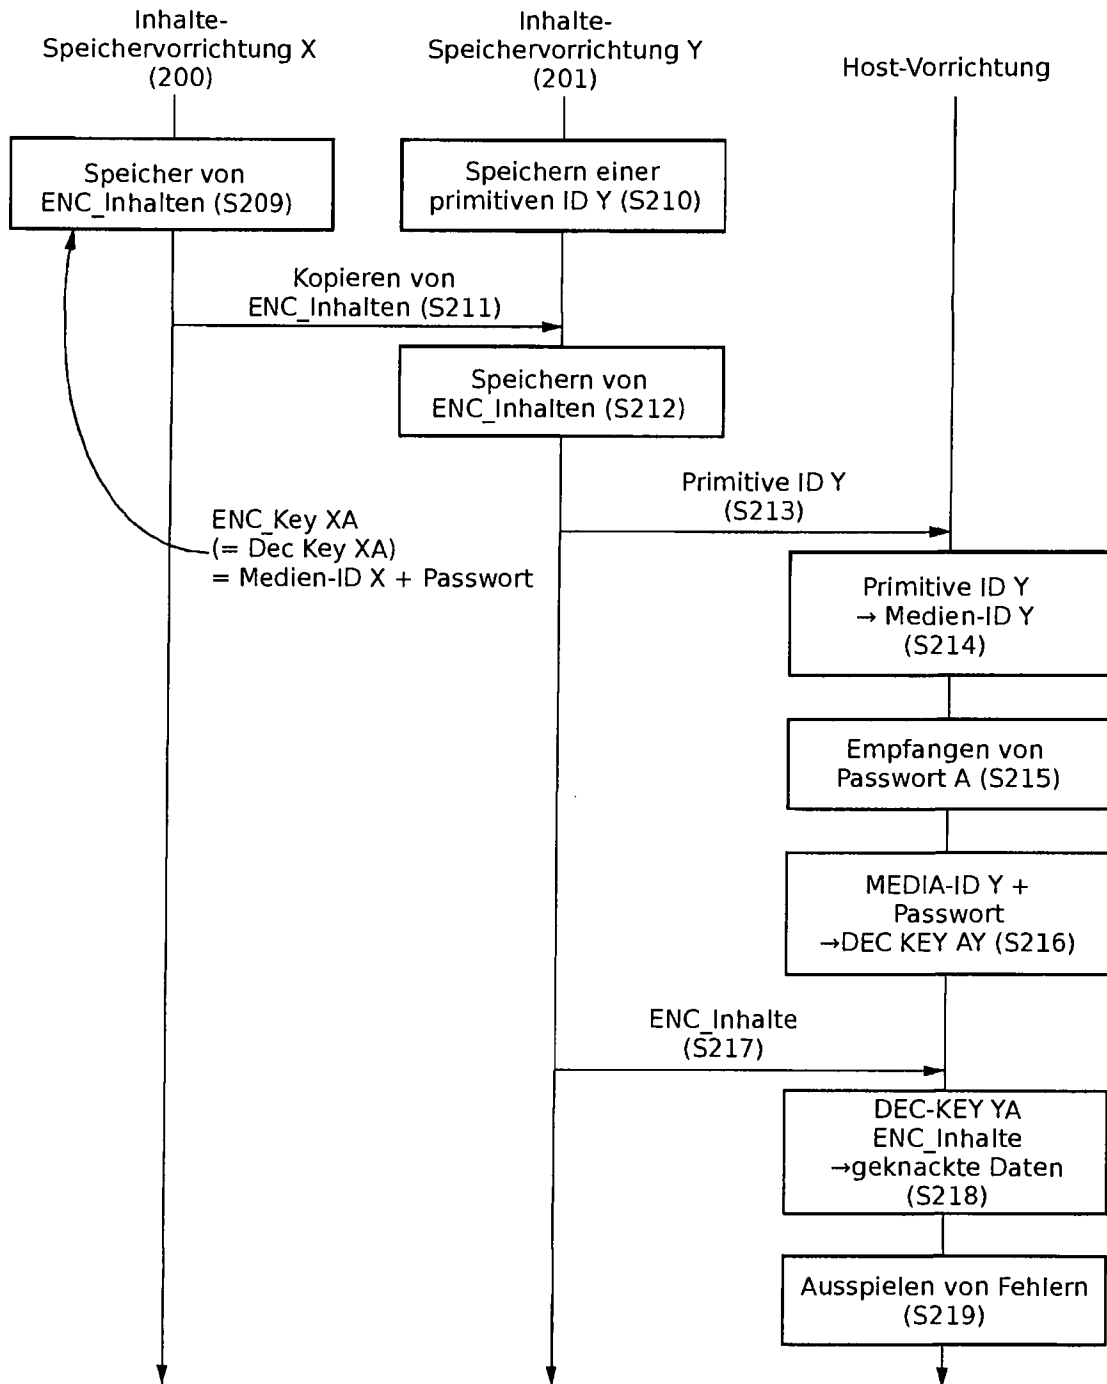 Inhalte-
Speichervorrichtung X
(200)
Inhalte-
Speichervorrichtung Y
(201)
Host-Vorrichtung
Speicher von
ENC_Inhalten (S209)
Speichern einer
primitiven ID Y (S210)
Kopieren von
ENC_Inhalten (S211)
Speichern von
ENC_Inhalten (S212)
Primitive ID Y
(S213)
ENC_Key XA
(= Dec Key XA)
= Medien-ID X + Passwort
Primitive ID Y
→ Medien-ID Y
(S214)
Empfangen von
Passwort A (S215)
MEDIA-ID Y +
Passwort
→DEC KEY AY (S216)
ENC_Inhalte
(S217)
DEC-KEY YA
ENC_Inhalte
→geknackte Daten
(S218)
Ausspielen von Fehlern
(S219)